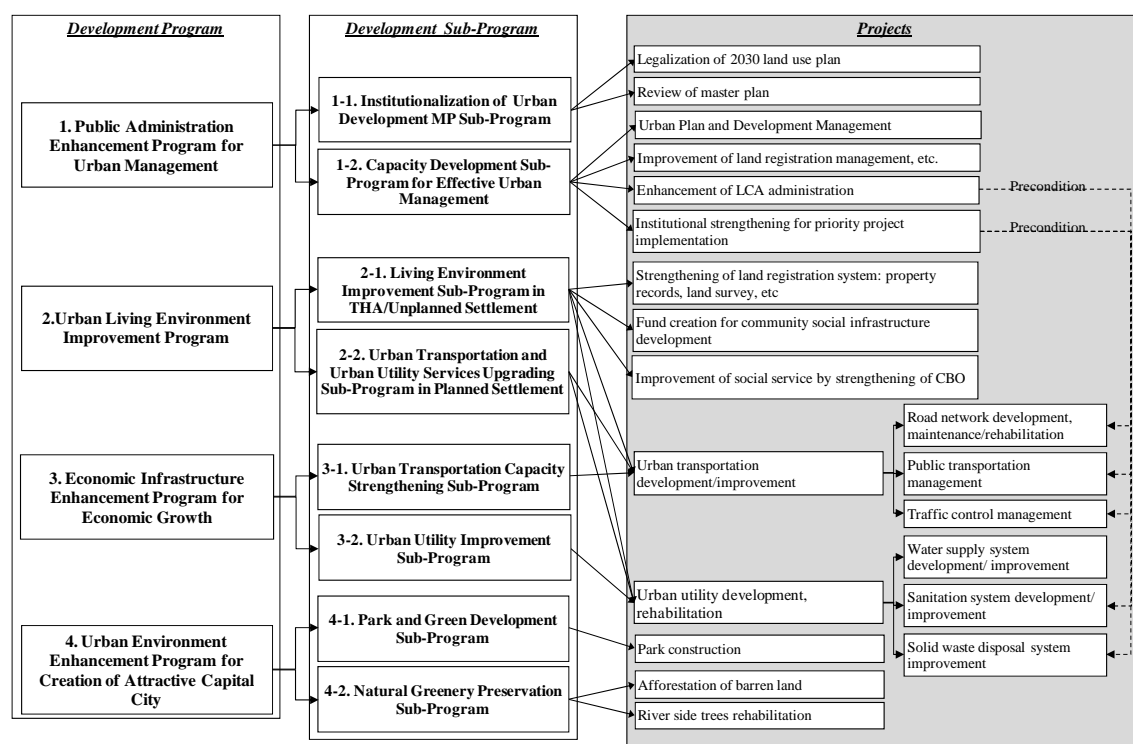 Development Program
1. Public Administration
Enhancement Program for
Urban Management
2.Urban Living Environment
Improvement Program
3. Economic Infrastructure
Enhancement Program for
Economic Growth
4. Urban Environment
Enhancement Program for
Creation of Attractive Capital
City
Development Sub-Program
1-1. Institutionalization of Urban
Development MP Sub-Program
1-2. Capacity Development Sub-
Program for Effective Urban
Management
2-1. Living Environment
Improvement Sub-Program in
THA/Unplanned Settlement
2-2. Urban Transportation and
Urban Utility Services Upgrading
Sub-Program in Planned Settlement
3-1. Urban Transportation Capacity
Strengthening Sub-Program
3-2. Urban Utility Improvement
Sub-Program
4-1. Park and Green Development
Sub-Program
4-2. Natural Greenery Preservation
Sub-Program
Projects
Legalization of 2030 land use plan
Review of master plan
Urban Plan and Development Management
Improvement of land registration management, etc.
Enhancement of LCA administration
Precondition
Institutional strengthening for priority project
implementation
Precondition
Strengthening of land registration system: property
records, land survey, etc
Fund creation for community social infrastructure
development
Improvement of social service by strengthening of CBO
Urban transportation
development/improvement
Road network development,
maintenance/rehabilitation
Public transportation
management
Traffic control management
Urban utility development,
rehabilitation
Water supply system
development/ improvement
Sanitation system development/
improvement
Solid waste disposal system
improvement
Park construction
Afforestation of barren land
River side trees rehabilitation